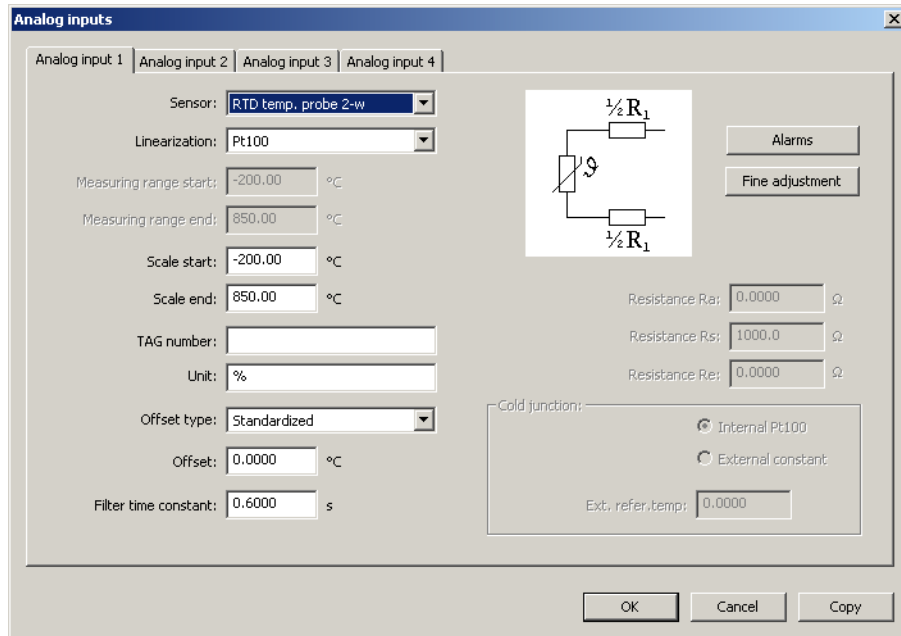 Analog inputs
Analog input 1 Analog input 2 Analog input 3 Analog input 4
Sensor: RTD temp. probe 2-w
Linearization: Pt100
Measuring range start: -200.00 °C
Measuring range end: 850.00 °C
Scale start: -200.00 °C
Scale end: 850.00 °C
TAG number:
Unit: %
Offset type: Standardized
Offset: 0.0000 °C
Filter time constant: 0.6000 s
½R₁
ϑ
½R₁
Alarms
Fine adjustment
Resistance Ra: 0.0000 Ω
Resistance Rs: 1000.0 Ω
Resistance Re: 0.0000 Ω
Cold junction:
Internal Pt100
External constant
Ext. refer.temp: 0.0000
OK Cancel Copy